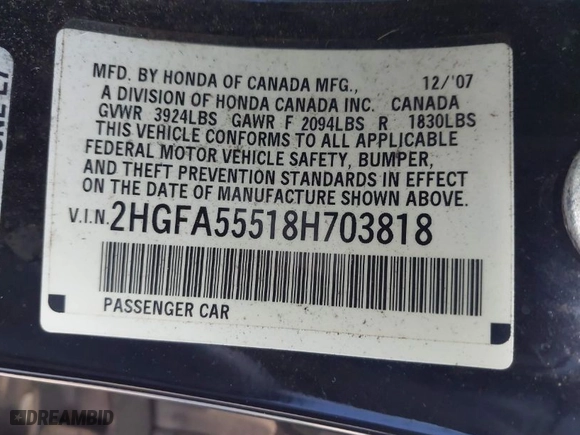 MFD. BY HONDA OF CANADA MFG., 12/'07
A DIVISION OF HONDA CANADA INC. CANADA
GVWR 3924LBS GAWR F 2094LBS R 1830LBS
THIS VEHICLE CONFORMS TO ALL APPLICABLE
FEDERAL MOTOR VEHICLE SAFETY, BUMPER,
AND THEFT PREVENTION STANDARDS IN EFFECT
ON THE DATE OF MANUFACTURE SHOWN ABOVE.
V.I.N. 2HGFA55518H703818
PASSENGER CAR
DREAMBID